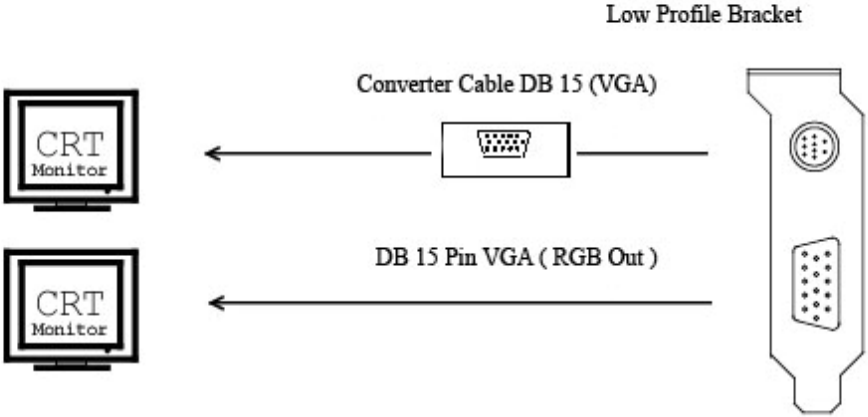 Low Profile Bracket
Converter Cable DB 15 (VGA)
CRT
Monitor
DB 15 Pin VGA ( RGB Out )
CRT
Monitor